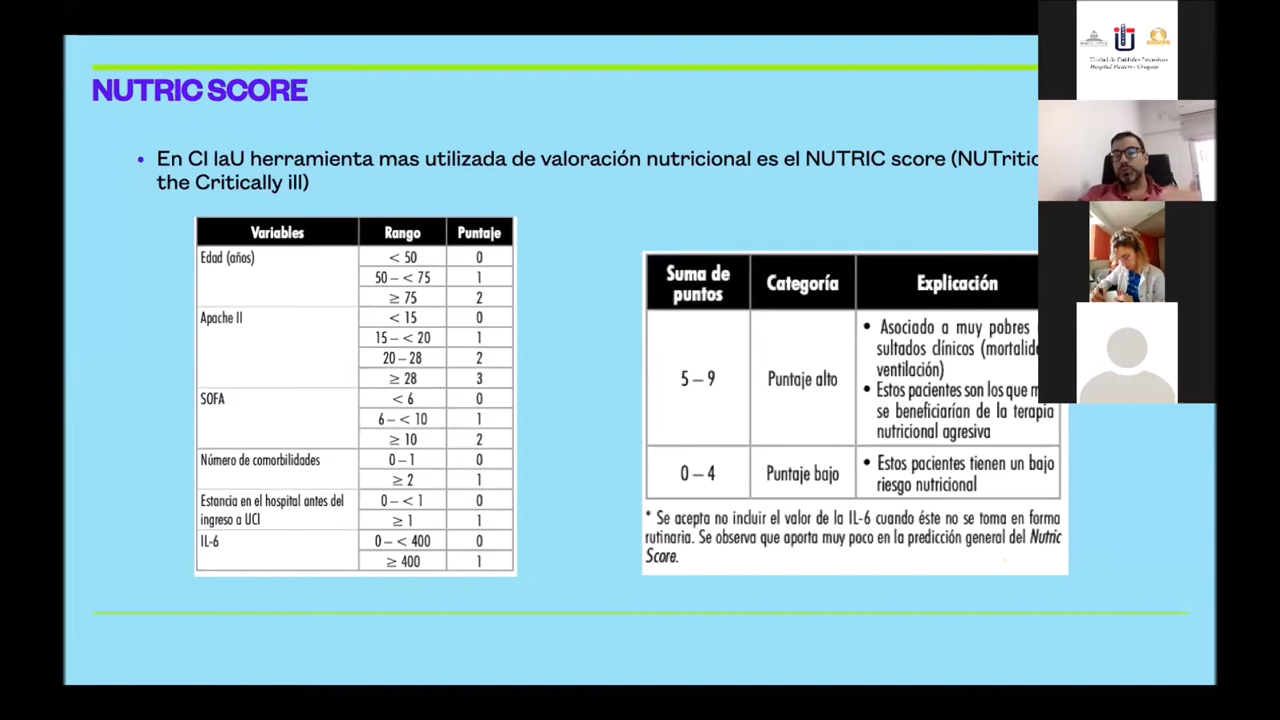 NUTRIC SCORE
• En CI laU herramienta mas utilizada de valoración nutricional es el NUTRIC score (NUTritic
the Critically ill)
Variables Rango Puntaje
Edad (años) < 50 0
50 – < 75 1
≥ 75 2
Apache II < 15 0
15 – < 20 1
20 – 28 2
≥ 28 3
SOFA < 6 0
6 – < 10 1
≥ 10 2
Número de comorbilidades 0 – 1 0
≥ 2 1
Estancia en el hospital antes del
ingreso a UCI
0 – < 1 0
≥ 1 1
IL-6 0 – < 400 0
≥ 400 1
Suma de
puntos
Categoría
Explicación
5 – 9
Puntaje alto
• Asociado a muy pobres
sultados clínicos (mortalid
ventilación)
• Estos pacientes son los que m
se beneficiarían de la terapia
nutricional agresiva
0 – 4
Puntaje bajo
• Estos pacientes tienen un bajo
riesgo nutricional
* Se acepta no incluir el valor de la IL-6 cuando éste no se toma en forma
rutinaria. Se observa que aporta muy poco en la predicción general del Nutric
Score.
Unidad de Cuidados Intensivos
Hospital Pasteur - Uruguay